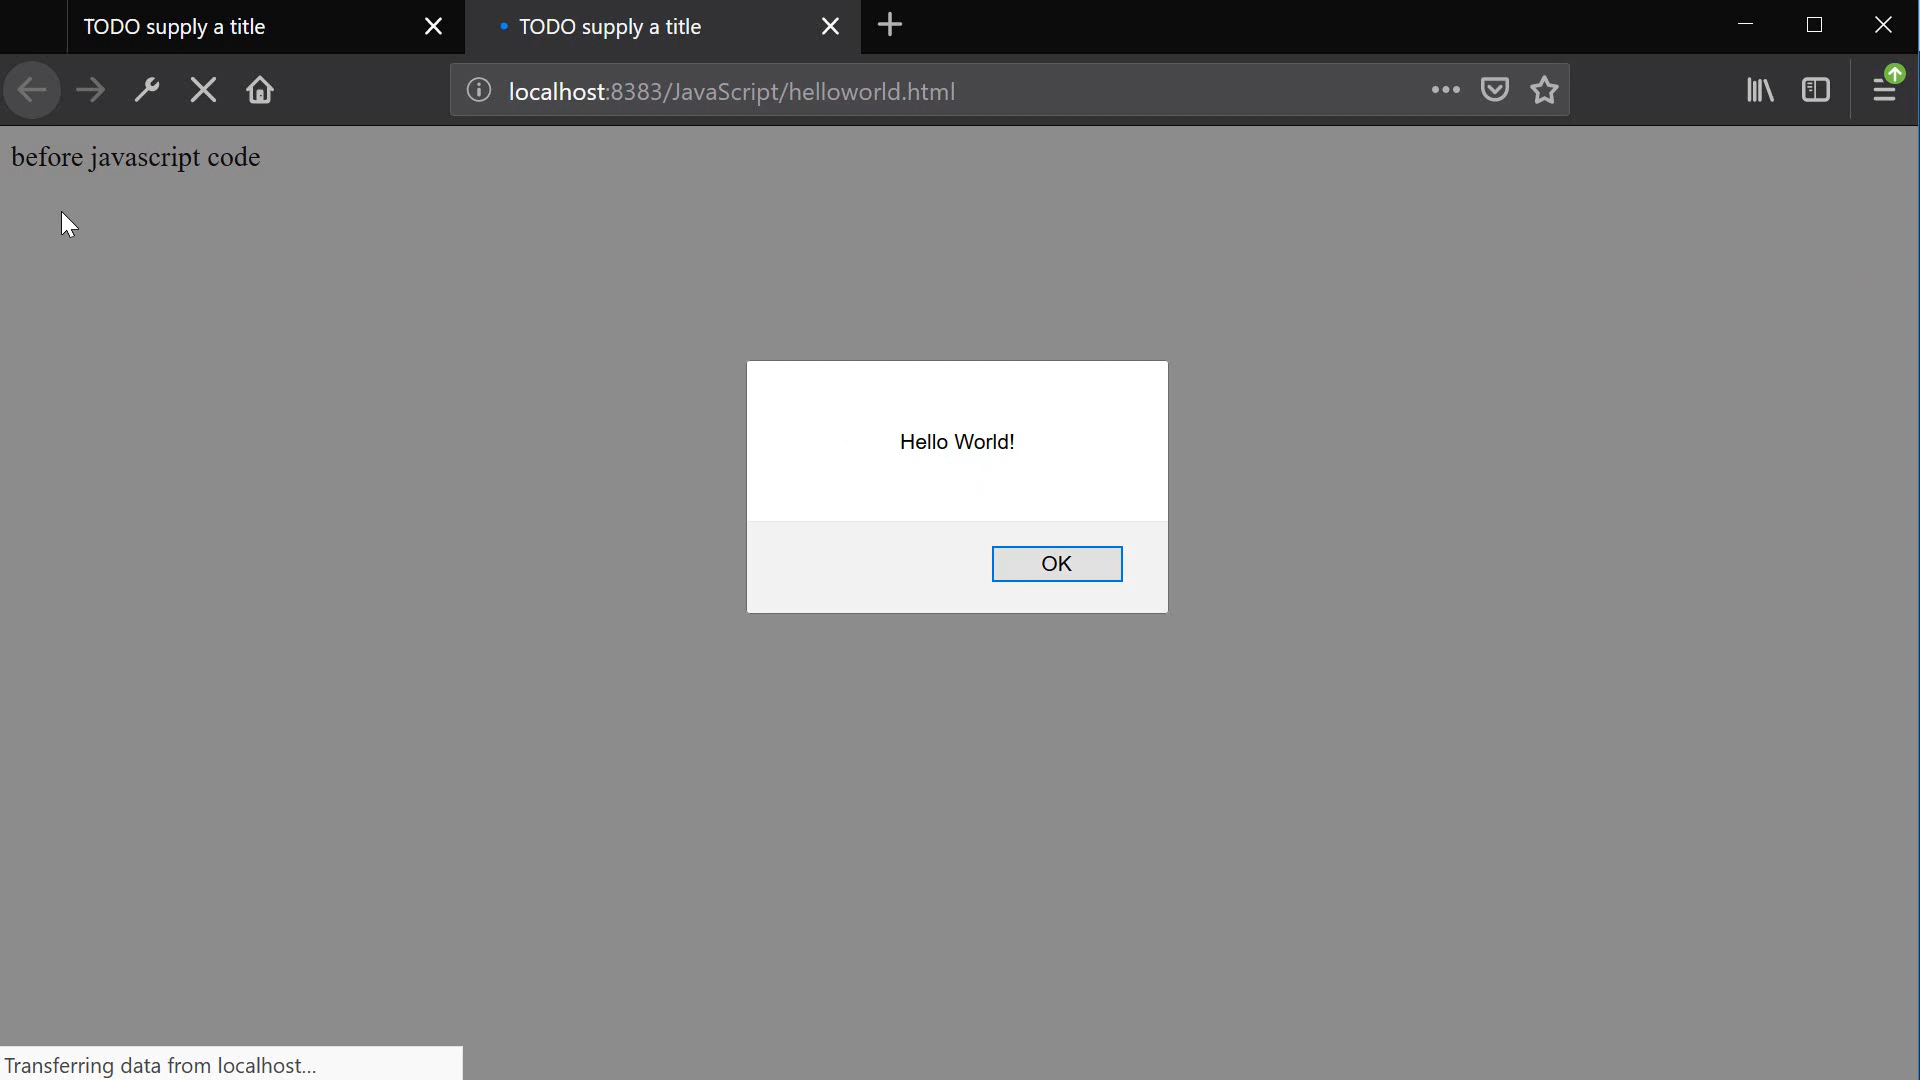 TODO supply a title
TODO supply a title
localhost:8383/JavaScript/helloworld.html
before javascript code
Hello World!
OK
Transferring data from localhost...